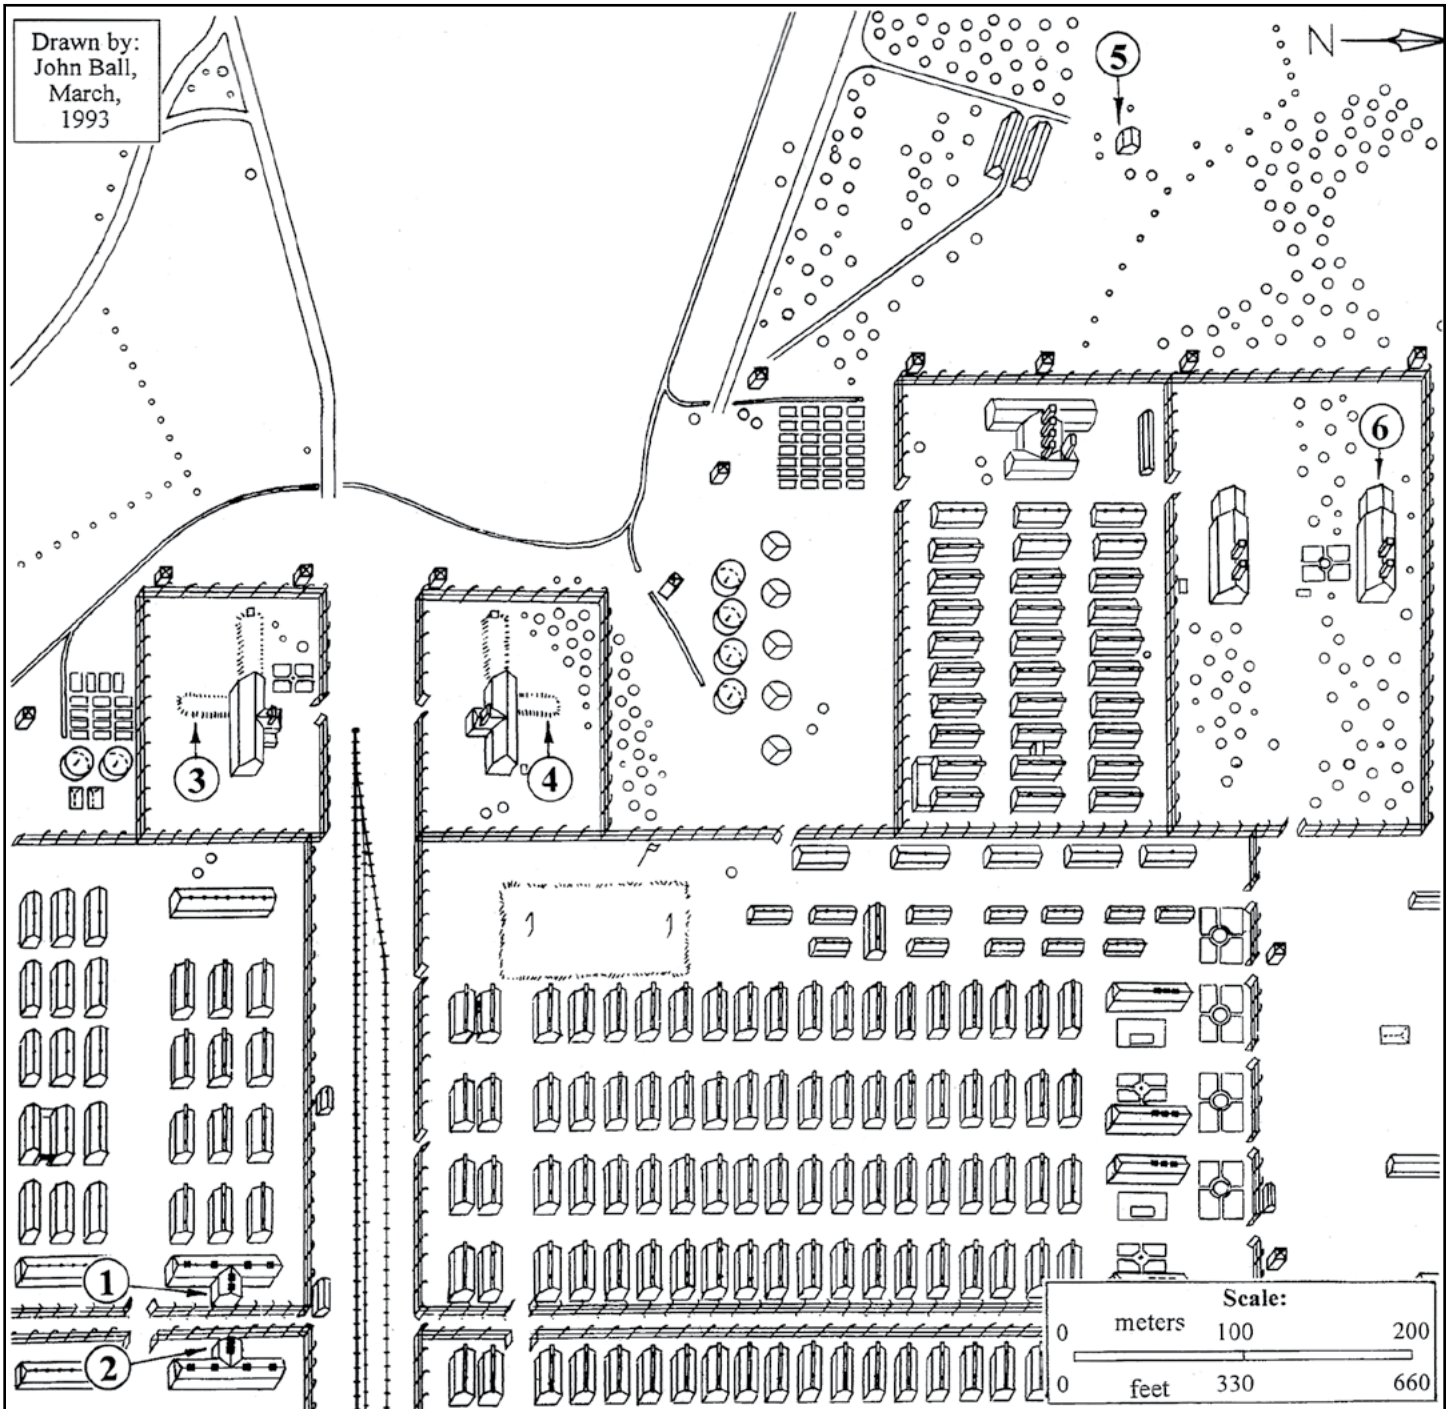 Drawn by:
John Ball,
March,
1993
N
5
6
3
4
1
2
Scale:
0 meters 100 200
0 feet 330 660